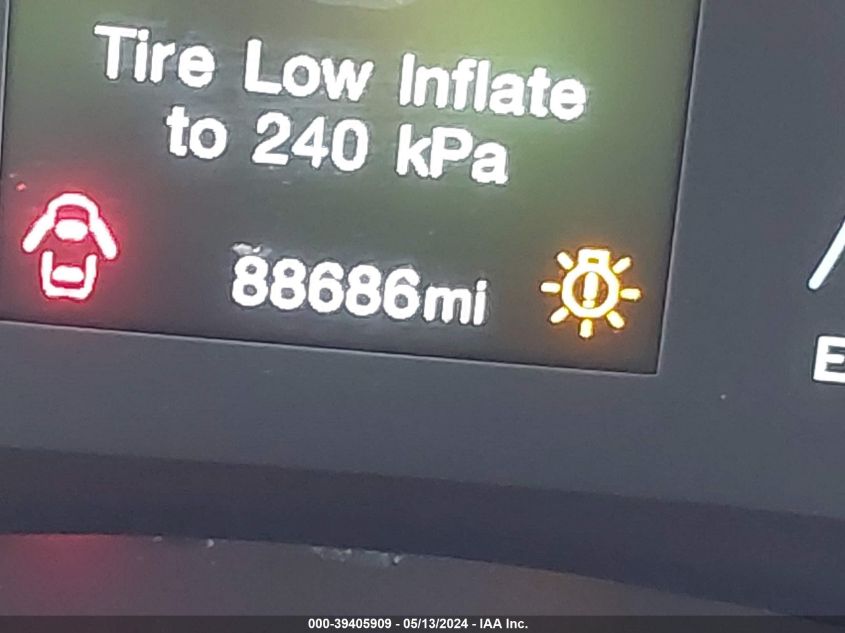 Tire Low Inflate
to 240 kPa
88686mi
E
000-39405909 - 05/13/2024 - IAA Inc.